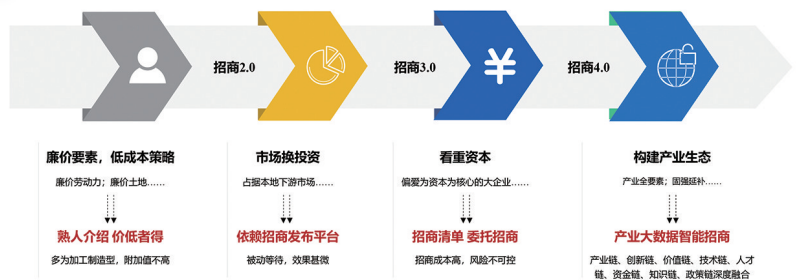 招商2.0
招商3.0
招商4.0
¥
廉价要素，低成本策略
廉价劳动力；廉价土地……
熟人介绍 价低者得
多为加工制造型，附加值不高
市场换投资
占据本地下游市场……
依赖招商发布平台
被动等待，效果甚微
看重资本
偏爱为资本为核心的大企业……
招商清单 委托招商
招商成本高，风险不可控
构建产业生态
产业全要素；固强延补……
产业大数据智能招商
产业链、创新链、价值链、技术链、人才
链、资金链、知识链、政策链深度融合